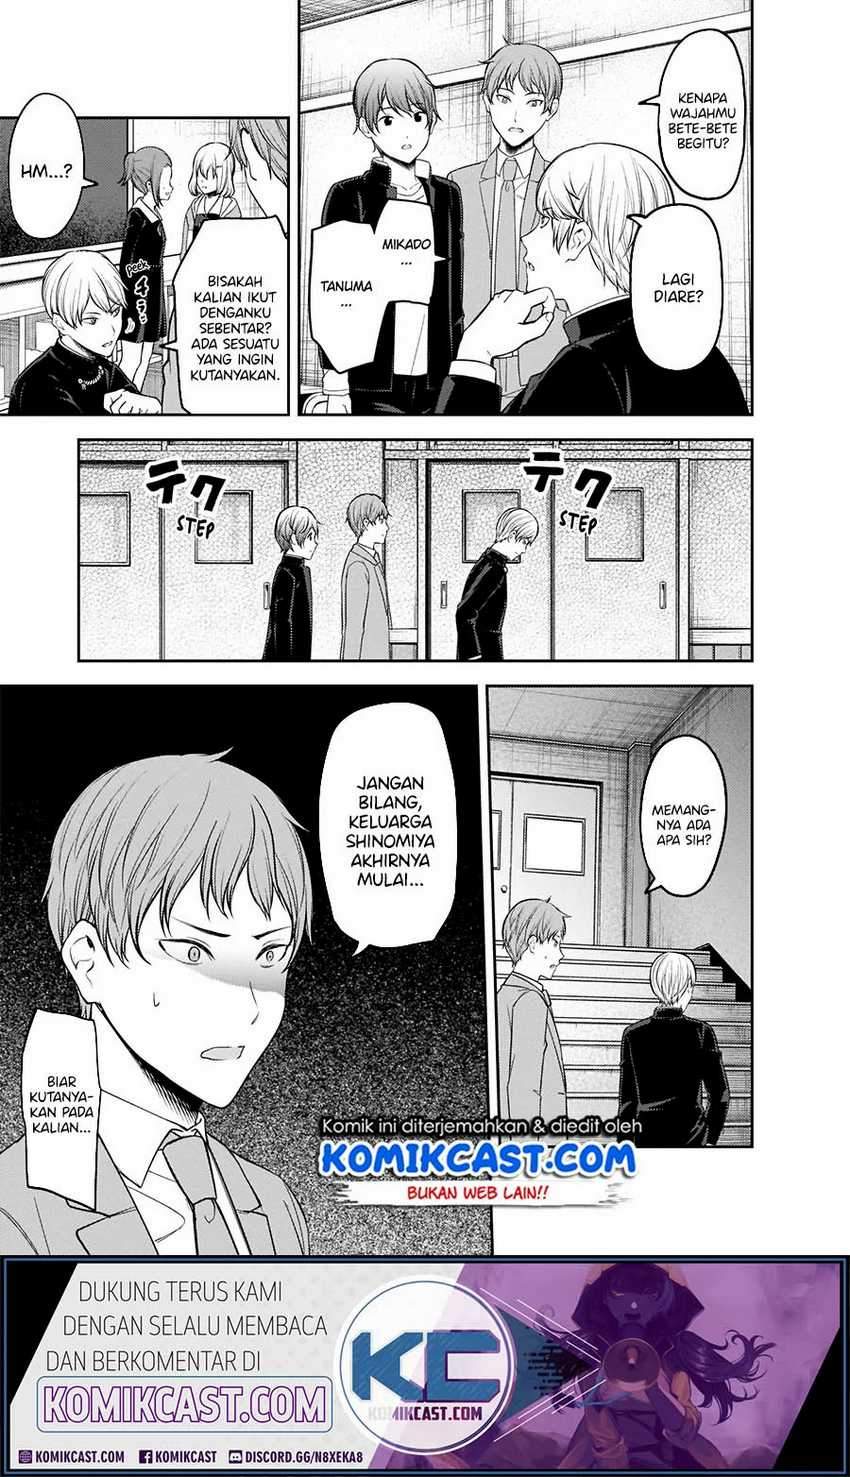 KENAPA
WAJAHMU
BETE-BETE
BEGITU?
LAGI
DIARE?
MIKADO
...
TANUMA
...
BISAKAH
KALIAN IKUT
DENGANKU
SEBENTAR?
ADA SESUATU
YANG INGIN
KUTANYAKAN.
HM...?
peek
テク
STEP
テク
STEP
MEMANG-
NYA ADA
APA SIH?
JANGAN
BILANG,
KELUARGA
SHINOMIYA
AKHIRNYA
MULAI...
BIAR
KUTANYA-
KAN PADA
KALIAN...
Komik ini diterjemahkan & diedit oleh
KOMIKCAST.COM
BUKAN WEB LAIN!!
DUKUNG TERUS KAMI
DENGAN SELALU MEMBACA
DAN BERKOMENTAR DI
KOMIKCAST.COM
KC
KOMIKCAST.COM
KOMIKCAST.COM KOMIKCAST DISCORD.GG/N8XEKA8